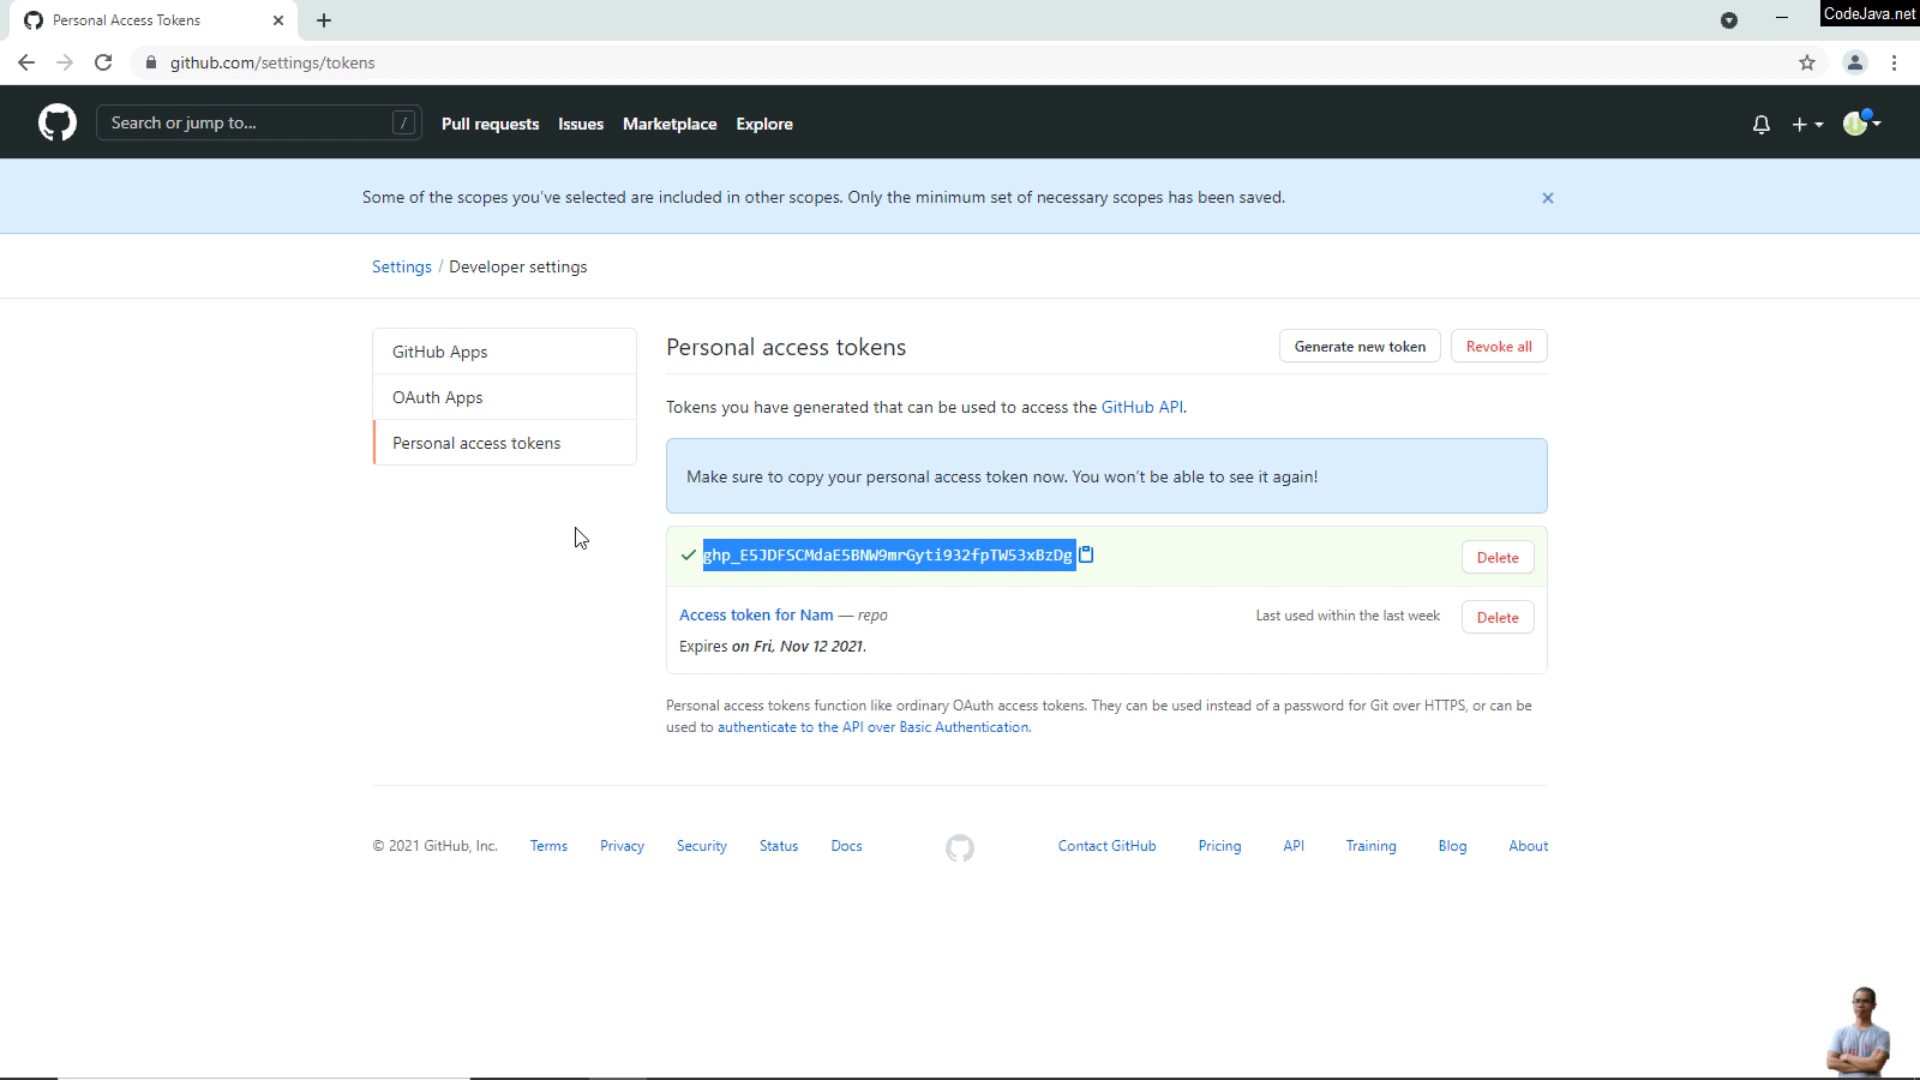 Personal Access Tokens
CodeJava.net
github.com/settings/tokens
Search or jump to...
/
Pull requests
Issues
Marketplace
Explore
Some of the scopes you've selected are included in other scopes. Only the minimum set of necessary scopes has been saved.
Settings / Developer settings
GitHub Apps
OAuth Apps
Personal access tokens
Personal access tokens
Generate new token
Revoke all
Tokens you have generated that can be used to access the GitHub API.
Make sure to copy your personal access token now. You won't be able to see it again!
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
Delete
Access token for Nam — repo
Last used within the last week
Delete
Expires on Fri, Nov 12 2021.
Personal access tokens function like ordinary OAuth access tokens. They can be used instead of a password for Git over HTTPS, or can be
used to authenticate to the API over Basic Authentication.
© 2021 GitHub, Inc.
Terms
Privacy
Security
Status
Docs
Contact GitHub
Pricing
API
Training
Blog
About